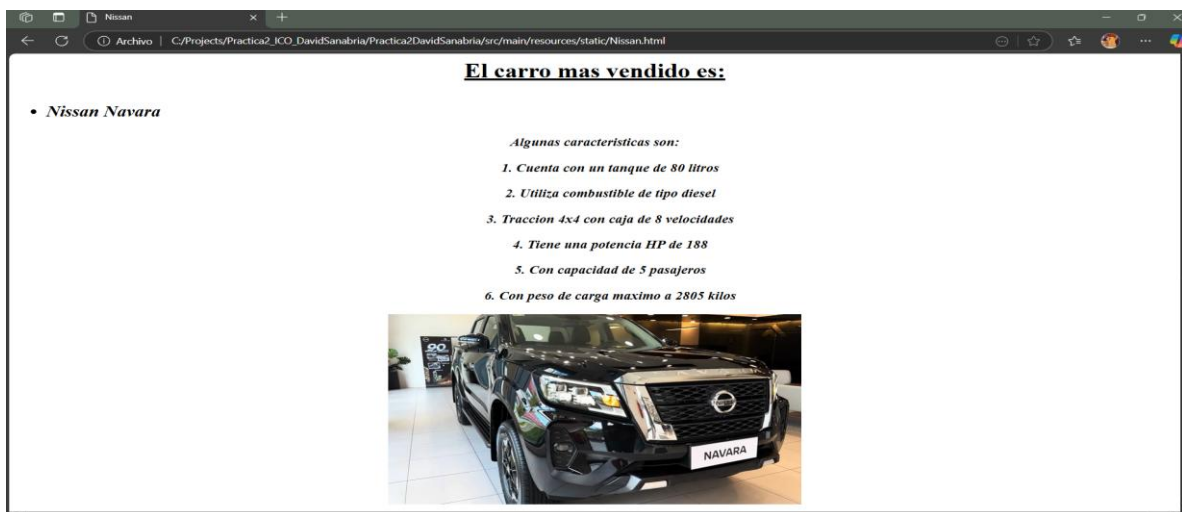 Nissan
Archivo
C:/Projects/Practica2_ICO_DavidSanabria/Practica2DavidSanabria/src/main/resources/static/Nissan.html
El carro mas vendido es:
• Nissan Navara
Algunas caracteristicas son:
1. Cuenta con un tanque de 80 litros
2. Utiliza combustible de tipo diesel
3. Traccion 4x4 con caja de 8 velocidades
4. Tiene una potencia HP de 188
5. Con capacidad de 5 pasajeros
6. Con peso de carga maximo a 2805 kilos
90
NAVARA